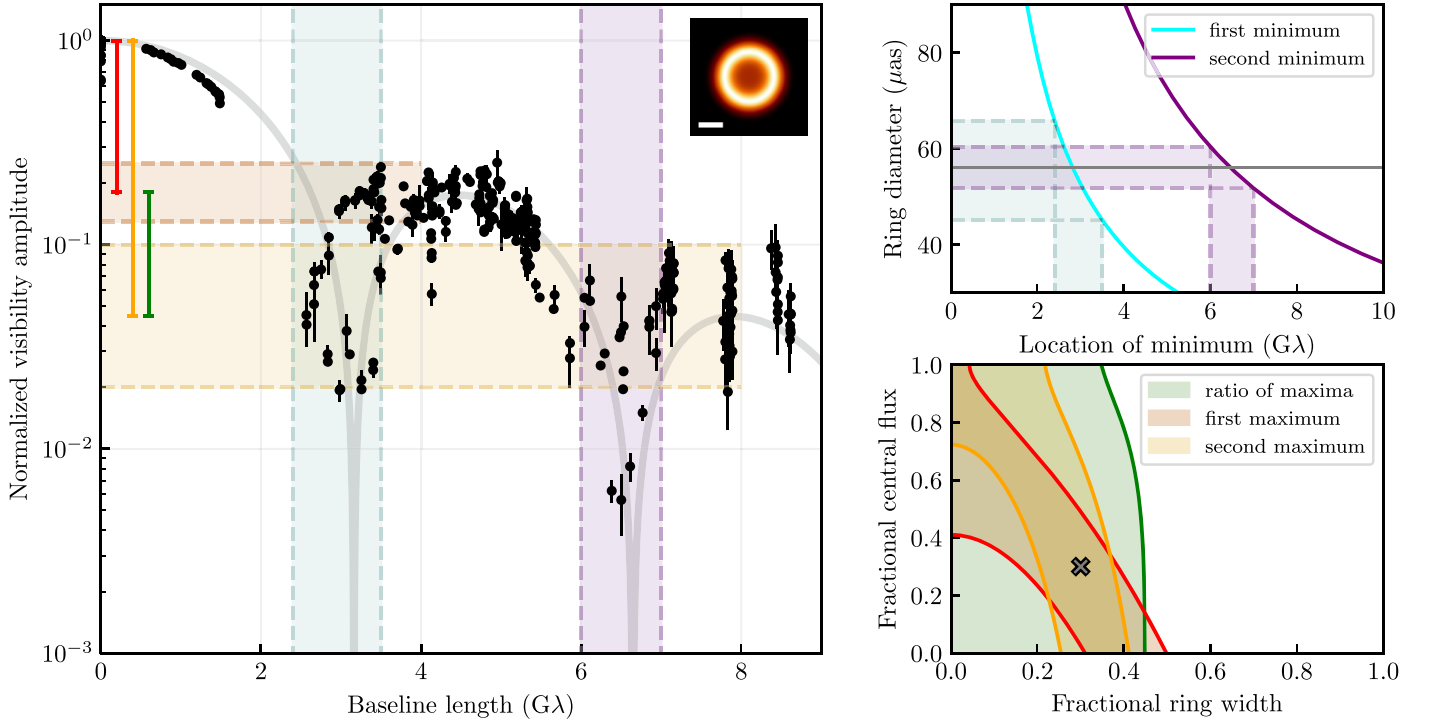 10⁰
10⁻¹
10⁻²
10⁻³
Normalized visibility amplitude
0 2 4 6 8
Baseline length (Gλ)
80
60
40
Ring diameter (μas)
first minimum
second minimum
0 2 4 6 8 10
Location of minimum (Gλ)
1.0
0.8
0.6
0.4
0.2
0.0
Fractional central flux
ratio of maxima
first maximum
second maximum
0.0 0.2 0.4 0.6 0.8 1.0
Fractional ring width